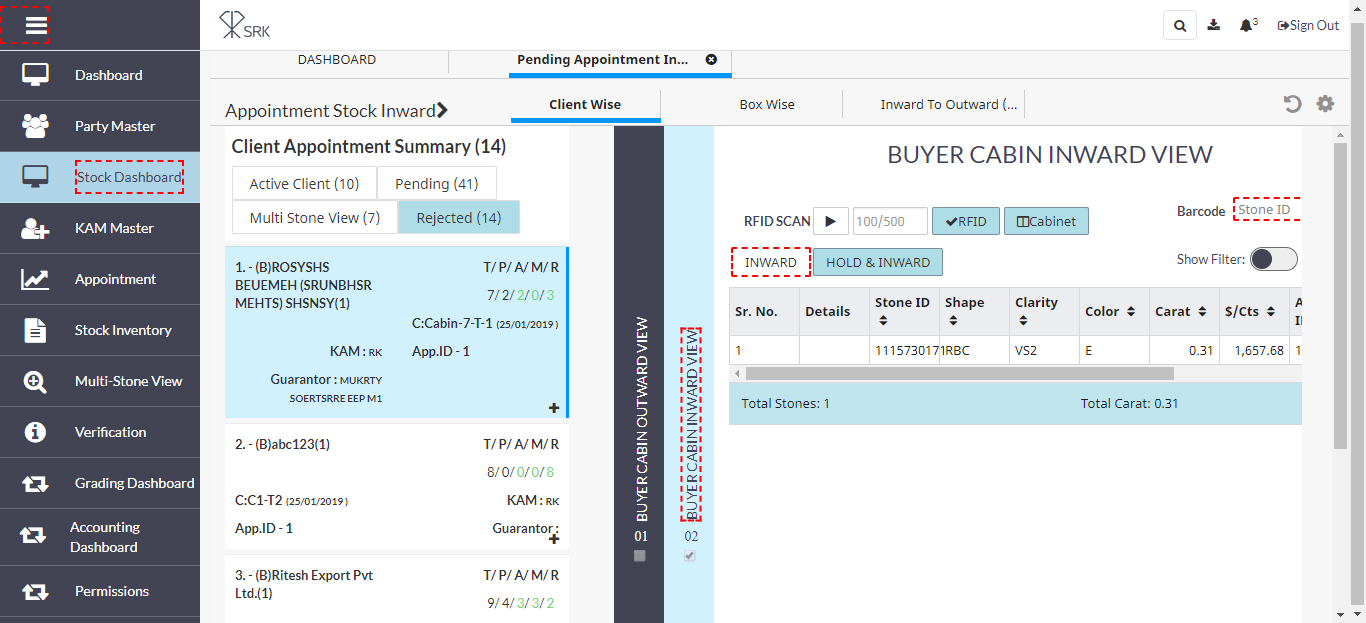 SRK
3
Sign Out
Dashboard
Party Master
Stock Dashboard
KAM Master
Appointment
Stock Inventory
Multi-Stone View
Verification
Grading Dashboard
Accounting
Dashboard
Permissions
DASHBOARD
Pending Appointment In...
Appointment Stock Inward
Client Wise
Box Wise
Inward To Outward (...
Client Appointment Summary (14)
Active Client (10)
Pending (41)
Multi Stone View (7)
Rejected (14)
1. - (B)ROSYSHS
BEUEMEH (SRUNBHSR
MEHTS) SHSNSY(1)
T/ P/ A/ M/ R
7/ 2/ 2/ 0/ 3
C:Cabin-7-T-1 (25/01/2019 )
KAM : RK
App.ID - 1
Guarantor : MUKRTY
SOERTSRRE EEP M1
2. - (B)abc123(1)
T/ P/ A/ M/ R
8/ 0/ 0/ 0/ 8
C:C1-T2 (25/01/2019 )
KAM : RK
App.ID - 1
Guarantor :
3. - (B)Ritesh Export Pvt
Ltd.(1)
T/ P/ A/ M/ R
9/ 4/ 3/ 3/ 2
BUYER CABIN OUTWARD VIEW
01
BUYER CABIN INWARD VIEW
02
BUYER CABIN INWARD VIEW
RFID SCAN
100/500
RFID
Cabinet
Barcode
Stone ID
INWARD
HOLD & INWARD
Show Filter:
Sr. No.
Details
Stone ID
Shape
Clarity
Color
Carat
$/Cts
1
1115730171
RBC
VS2
E
0.31
1,657.68
Total Stones: 1
Total Carat: 0.31